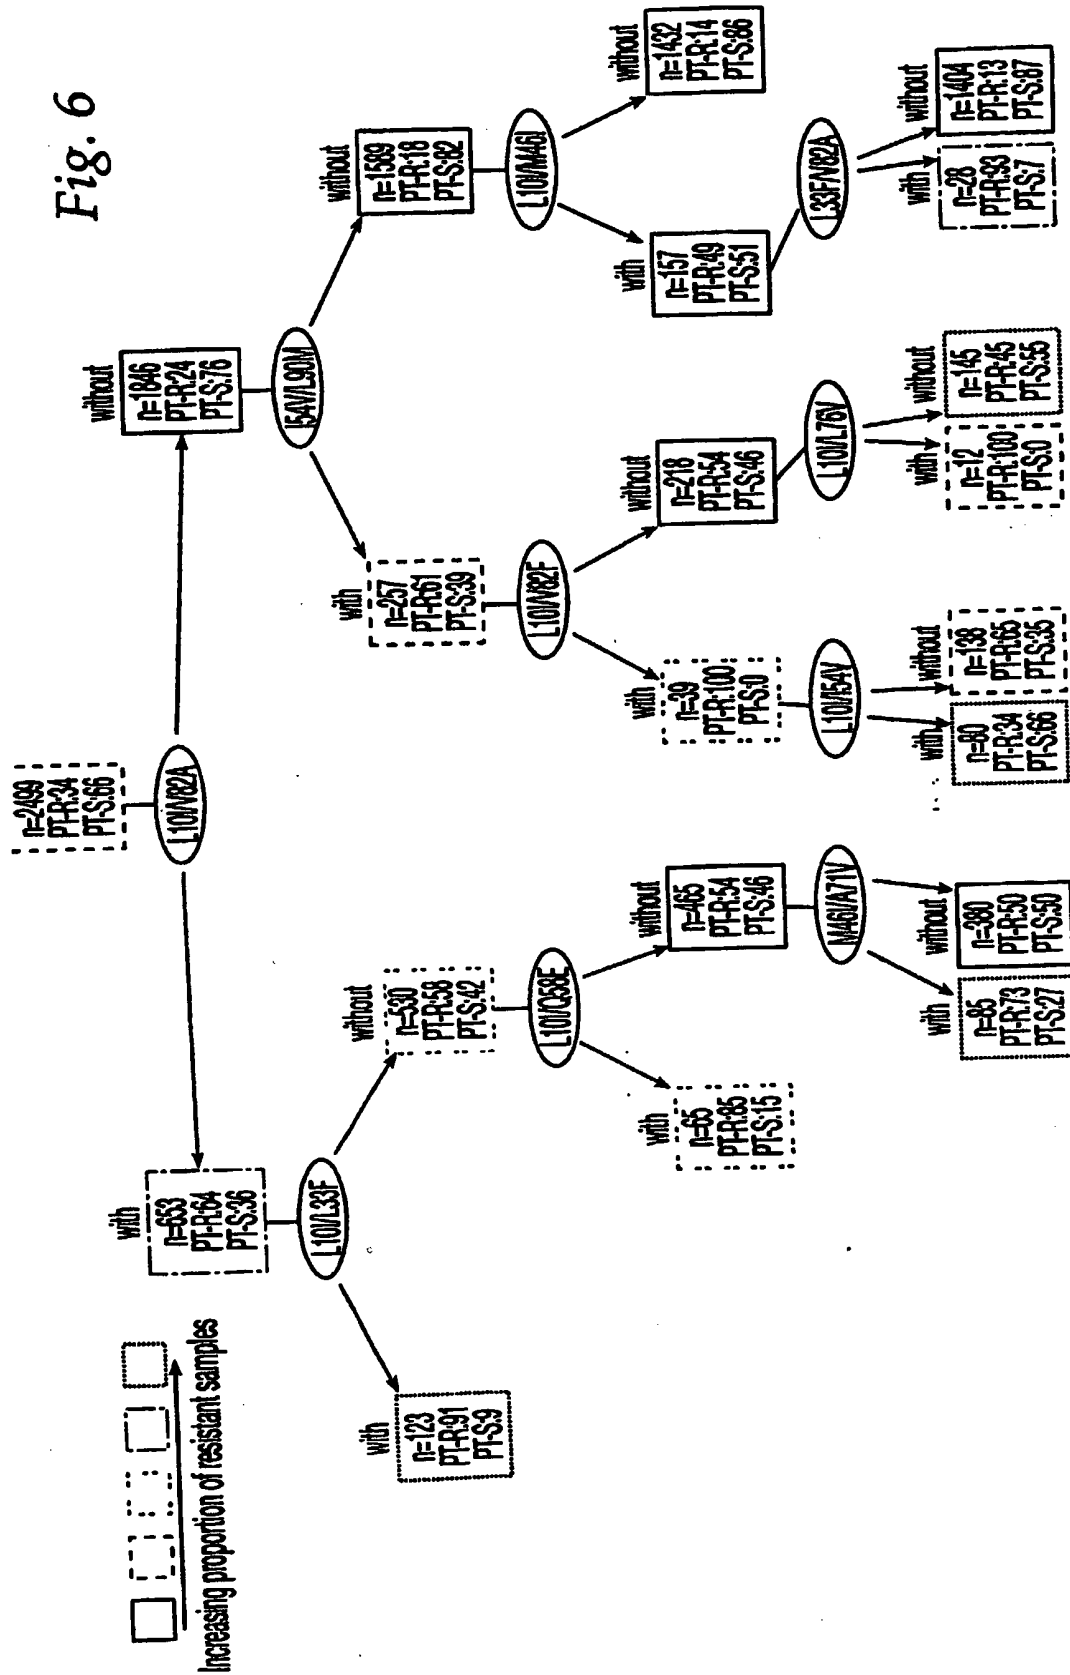 Fig. 6
n=2499
PT-R:34
PT-S:66
L10I/V82A
with
n=653
PT-R:64
PT-S:36
without
n=1846
PT-R:24
PT-S:76
L10I/L33F
I54V/L90M
with
n=123
PT-R:91
PT-S:9
without
n=530
PT-R:58
PT-S:42
with
n=257
PT-R:61
PT-S:39
without
n=1589
PT-R:18
PT-S:82
L10I/Q58E
L10I/V82F
L10I/M46I
with
n=65
PT-R:85
PT-S:15
without
n=465
PT-R:54
PT-S:46
with
n=39
PT-R:100
PT-S:0
without
n=218
PT-R:54
PT-S:46
with
n=157
PT-R:49
PT-S:51
without
n=1432
PT-R:14
PT-S:86
M46I/A71V
L10I/I54V
L10I/L76V
L33F/V82A
with
n=85
PT-R:73
PT-S:27
without
n=380
PT-R:50
PT-S:50
with
n=80
PT-R:34
PT-S:66
without
n=138
PT-R:65
PT-S:35
with
n=12
PT-R:100
PT-S:0
without
n=145
PT-R:45
PT-S:55
with
n=28
PT-R:93
PT-S:7
without
n=1404
PT-R:13
PT-S:87
Increasing proportion of resistant samples